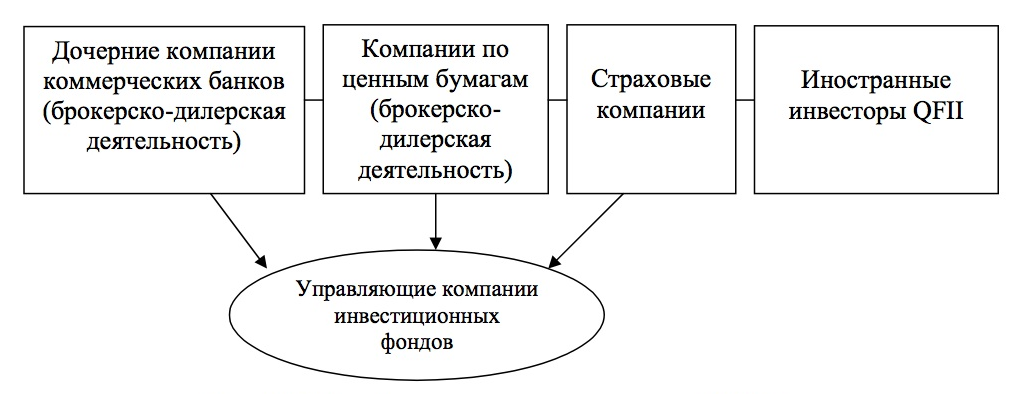 Дочерние компании
коммерческих банков
(брокерско-дилерская
деятельность)
Компании по
ценным бумагам
(брокерско-
дилерская
деятельность)
Страховые
компании
Иностранные
инвесторы QFII
Управляющие компании
инвестиционных
фондов